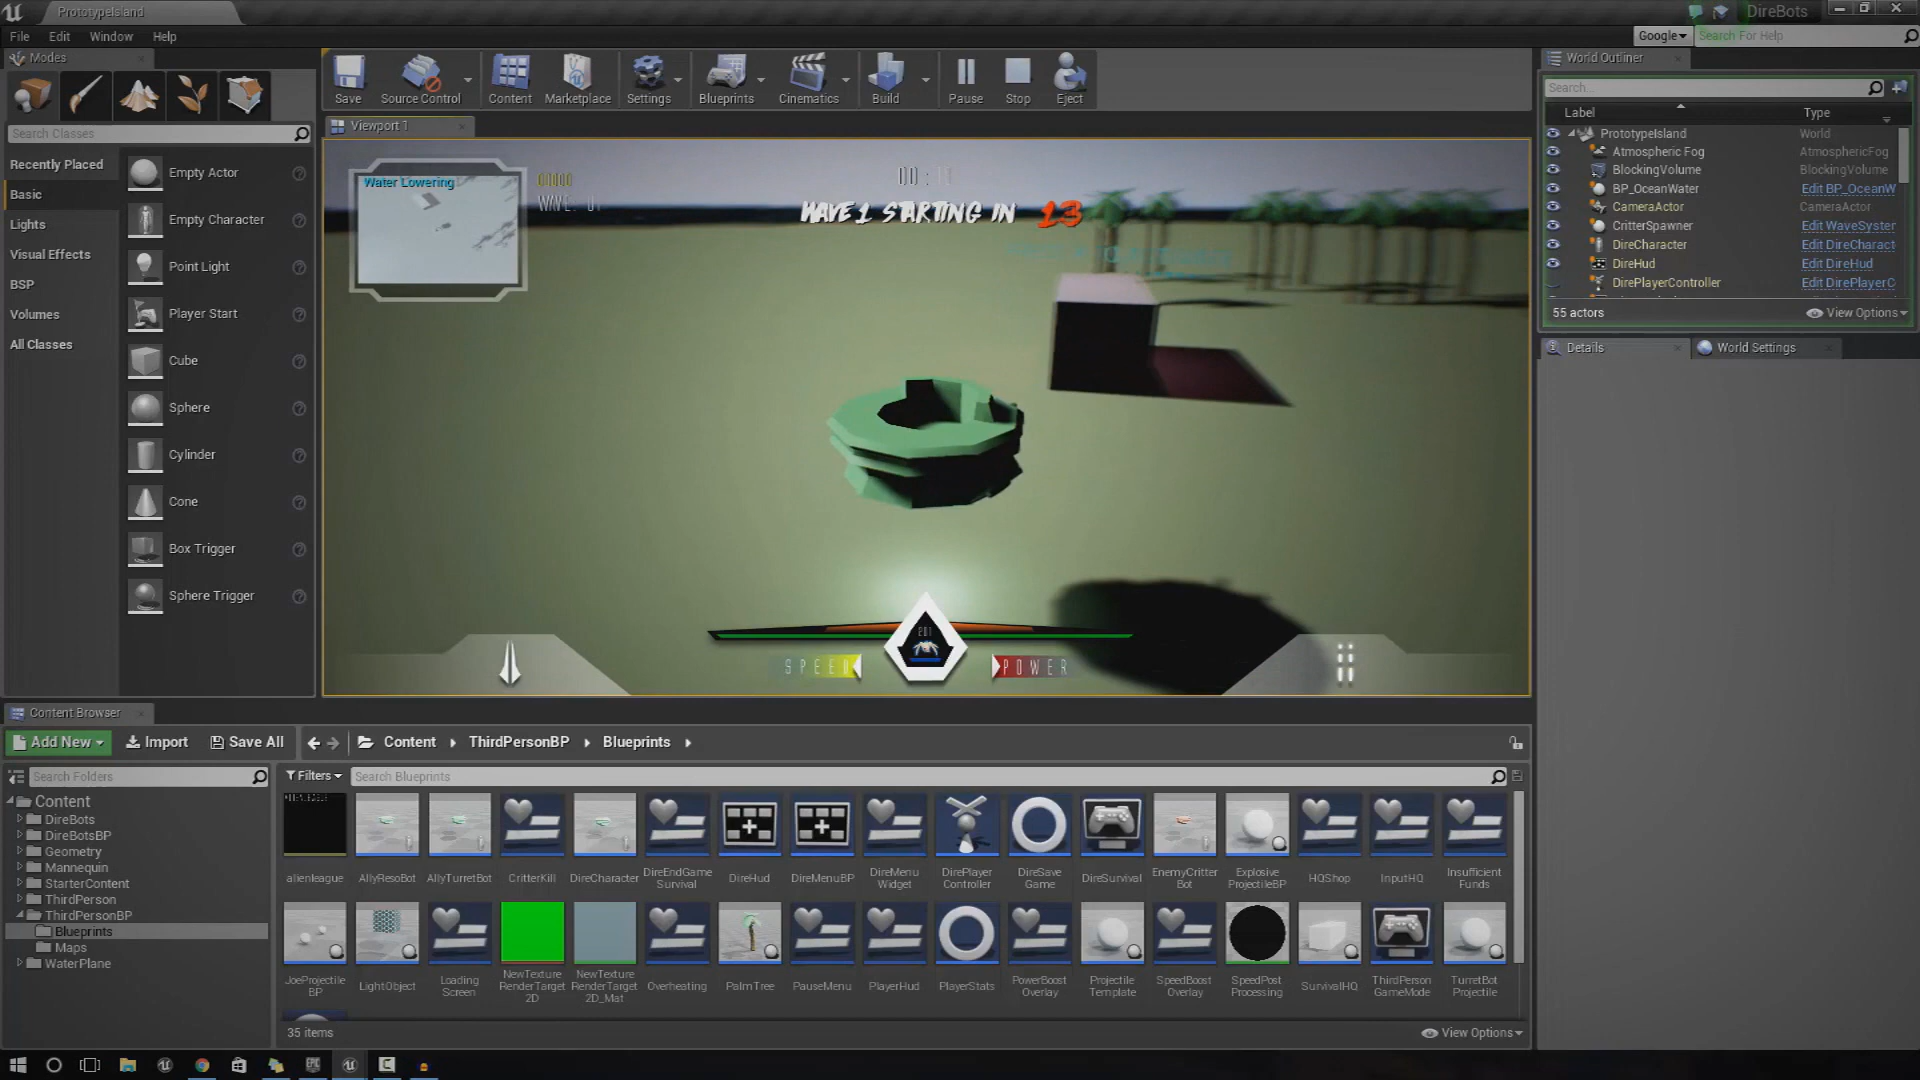 PrototypeIsland
DireBots
File Edit Window Help
Google Search For Help
Modes
Search Classes
Recently Placed
Basic
Lights
Visual Effects
BSP
Volumes
All Classes
Empty Actor
Empty Character
Point Light
Player Start
Cube
Sphere
Cylinder
Cone
Box Trigger
Sphere Trigger
Save Source Control Content Marketplace Settings Blueprints Cinematics Build Pause Stop Eject
Viewport 1
Water Lowering
WAVE 1 STARTING IN 13
201
SPEED
POWER
World Outliner
Search...
Label Type
PrototypeIsland World
Atmospheric Fog AtmosphericFog
BlockingVolume BlockingVolume
BP_OceanWater Edit BP_OceanW
CameraActor CameraActor
CritterSpawner Edit WaveSyster
DireCharacter Edit DireCharact
DireHud Edit DireHud
DirePlayerController Edit DirePlayerC
55 actors View Options
Details World Settings
Content Browser
Add New Import Save All Content ThirdPersonBP Blueprints
Search Folders
Content
DireBots
DireBotsBP
Geometry
Mannequin
StarterContent
ThirdPerson
ThirdPersonBP
Blueprints
Maps
WaterPlane
Filters Search Blueprints
alienleague AllyResoBot AllyTurretBot CritterKill DireCharacter DireEndGame Survival DireHud DireMenuBP DireMenu Widget DirePlayer Controller DireSave Game DireSurvival EnemyCritter Bot Explosive ProjectileBP HQShop InputHQ Insufficient Funds
JoeProjectile BP LightObject Loading Screen NewTexture RenderTarget 2D NewTexture RenderTarget 2D_Mat Overheating PalmTree PauseMenu PlayerHud PlayerStats PowerBoost Overlay Projectile Template SpeedBoost Overlay SpeedPost Processing SurvivalHQ ThirdPerson GameMode TurretBot Projectile
35 items View Options